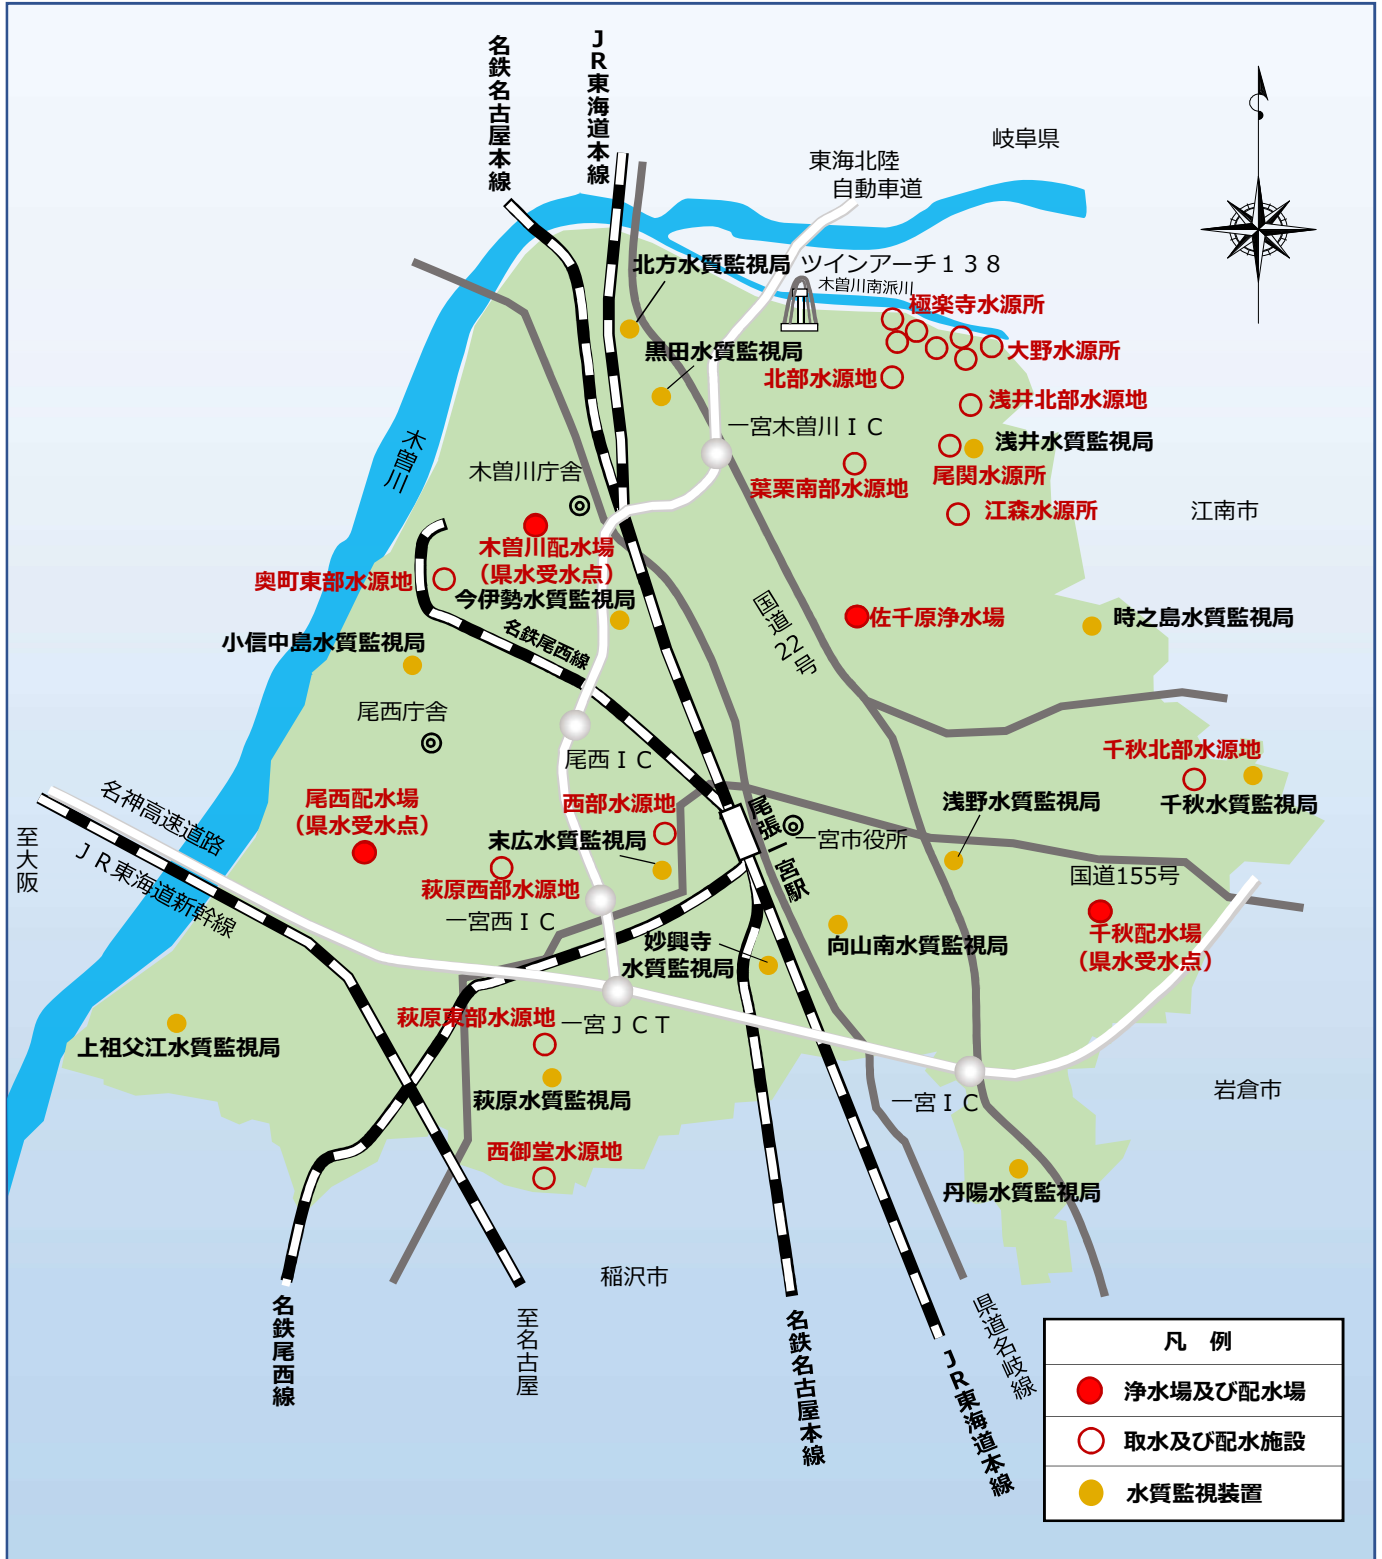 名鉄名古屋本線
ＪＲ東海道本線
岐阜県
東海北陸
自動車道
北方水質監視局
ツインアーチ１３８
木曽川南派川
極楽寺水源所
黒田水質監視局
大野水源所
北部水源地
浅井北部水源地
一宮木曽川ＩＣ
浅井水質監視局
木曽川
木曽川庁舎
尾関水源所
葉栗南部水源地
江森水源所
江南市
木曽川配水場
（県水受水点）
奥町東部水源地
今伊勢水質監視局
国道22号
佐千原浄水場
時之島水質監視局
名鉄尾西線
小信中島水質監視局
尾西庁舎
尾西ＩＣ
千秋北部水源地
名神高速道路
尾西配水場
（県水受水点）
西部水源地
浅野水質監視局
千秋水質監視局
至大阪
ＪＲ東海道新幹線
末広水質監視局
尾張一宮駅
一宮市役所
国道155号
萩原西部水源地
一宮西ＩＣ
妙興寺
水質監視局
向山南水質監視局
千秋配水場
（県水受水点）
萩原東部水源地
一宮ＪＣＴ
上祖父江水質監視局
萩原水質監視局
一宮ＩＣ
岩倉市
西御堂水源地
丹陽水質監視局
稲沢市
名鉄尾西線
至名古屋
名鉄名古屋本線
ＪＲ東海道本線
県道名岐線
凡 例
浄水場及び配水場
取水及び配水施設
水質監視装置